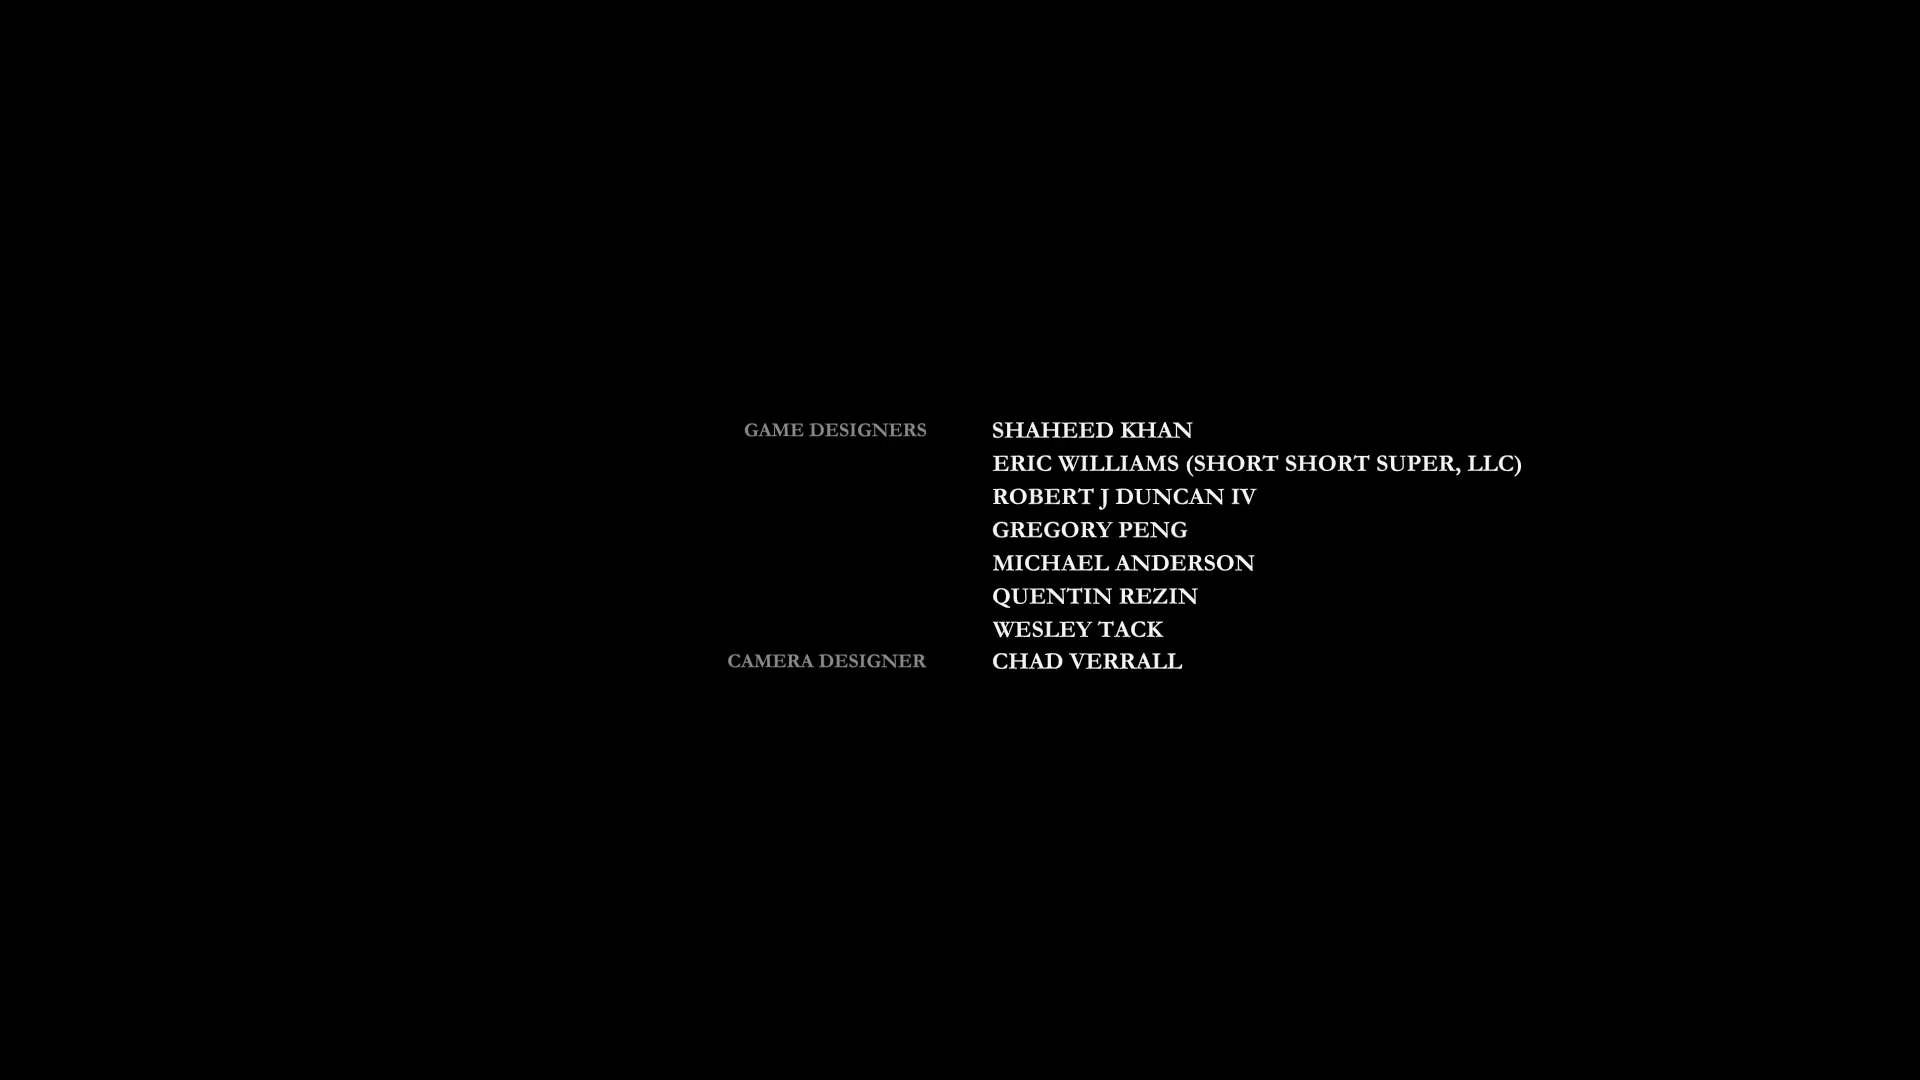 GAME DESIGNERS SHAHEED KHAN
ERIC WILLIAMS (SHORT SHORT SUPER, LLC)
ROBERT J DUNCAN IV
GREGORY PENG
MICHAEL ANDERSON
QUENTIN REZIN
WESLEY TACK
CAMERA DESIGNER CHAD VERRALL